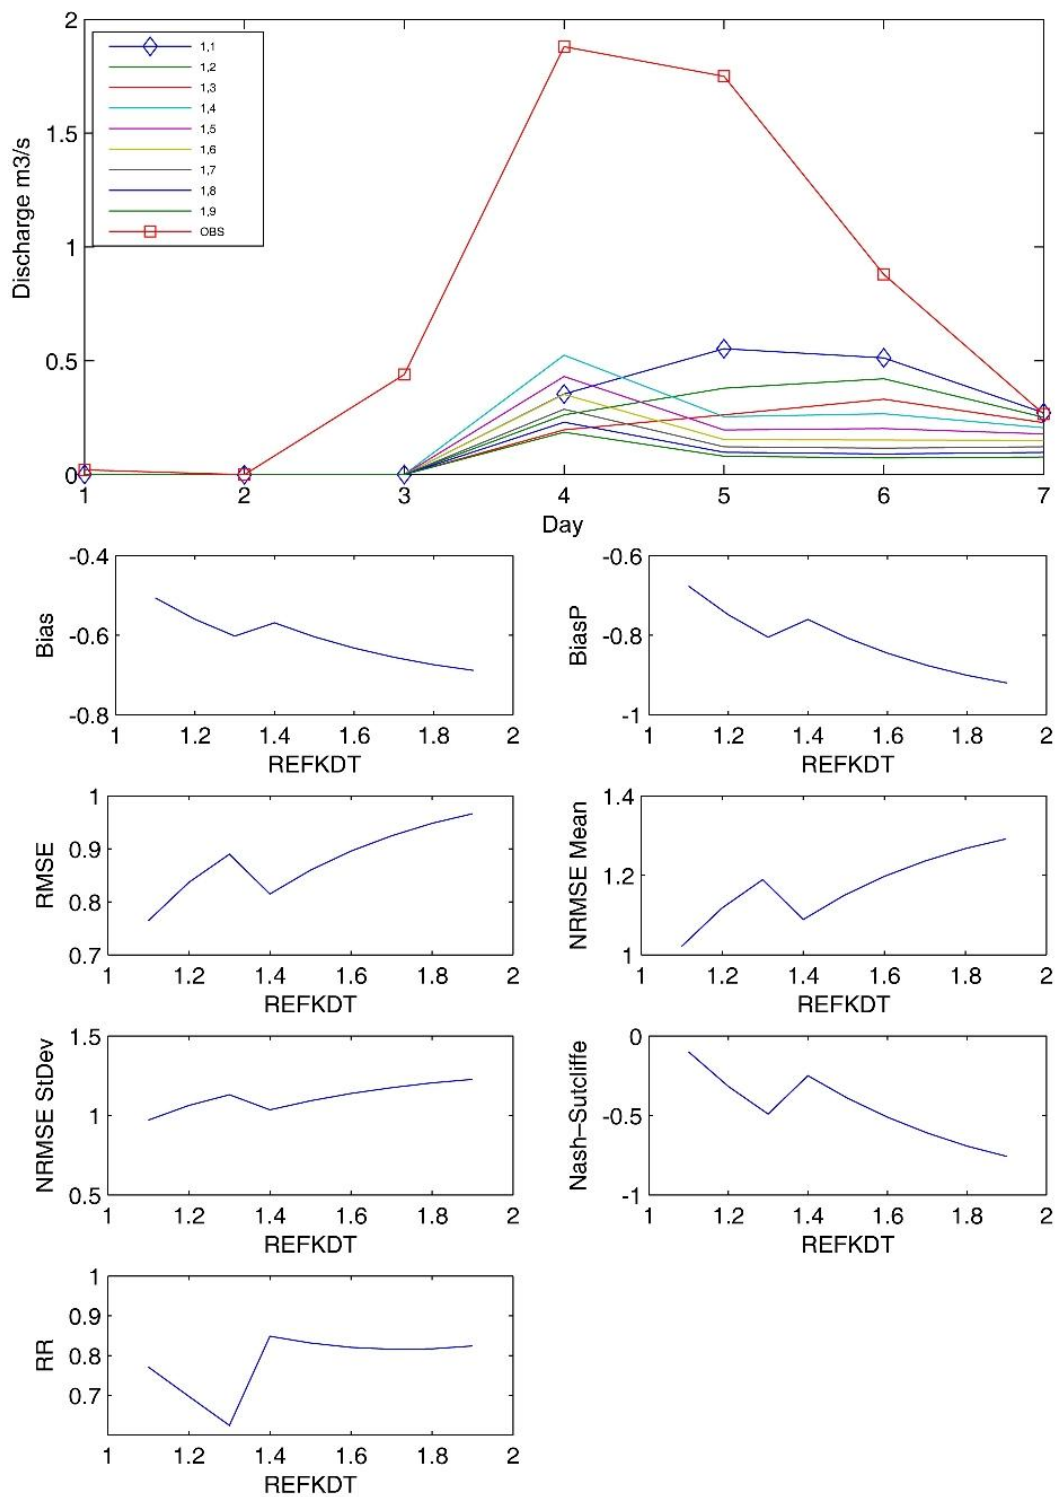 2
1.5
1
0.5
0
Discharge m3/s
1,1
1,2
1,3
1,4
1,5
1,6
1,7
1,8
1,9
OBS
1 2 3 4 5 6 7
Day
-0.4
-0.6
-0.8
Bias
1 1.2 1.4 1.6 1.8 2
REFKDT
-0.6
-0.8
-1
BiasP
1 1.2 1.4 1.6 1.8 2
REFKDT
1
0.9
0.8
0.7
RMSE
1 1.2 1.4 1.6 1.8 2
REFKDT
1.4
1.2
1
NRMSE Mean
1 1.2 1.4 1.6 1.8 2
REFKDT
1.5
1
0.5
NRMSE StDev
1 1.2 1.4 1.6 1.8 2
REFKDT
0
-0.5
-1
Nash–Sutcliffe
1 1.2 1.4 1.6 1.8 2
REFKDT
1
0.9
0.8
0.7
RR
1 1.2 1.4 1.6 1.8 2
REFKDT